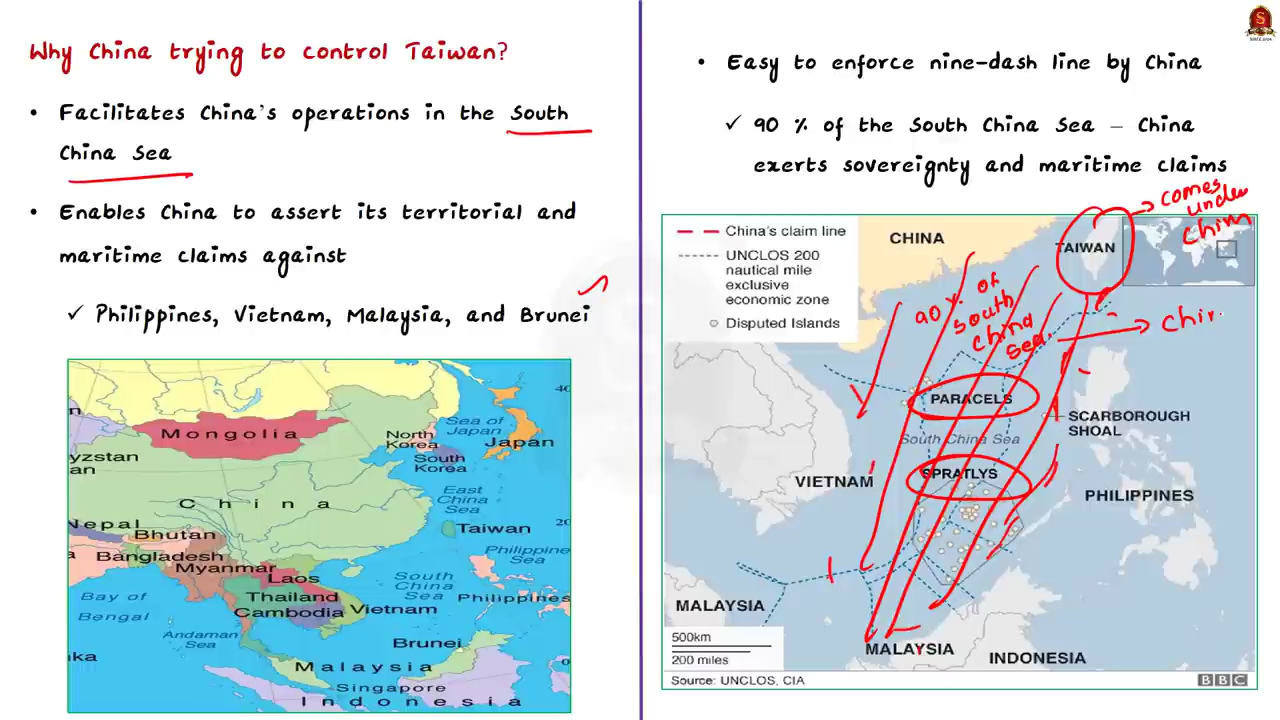 Why China trying to control Taiwan?
• Facilitates China's operations in the South
China Sea
• Enables China to assert its territorial and
maritime claims against
✓ Philippines, Vietnam, Malaysia, and Brunei
Mongolia
North
Korea
South
Korea
Sea of
Japan
Japan
40
yzstan
an
China
East
China
Sea
Taiwan
20
Nepal
Bhutan
Bangladesh
Myanmar
Laos
Thailand
Cambodia
Vietnam
South
China
Sea
Philippine
Sea
Philippines
Bay of
Bengal
Andaman
Sea
ka
Brunei
Malaysia
Singapore
Indonesia
0
• Easy to enforce nine-dash line by China
✓ 90 % of the South China Sea – China
exerts sovereignty and maritime claims
comes
under
China's claim line
UNCLOS 200
nautical mile
exclusive
economic zone
Disputed Islands
CHINA
TAIWAN
90% of
South
China
Sea.
PARACELS
South China Sea
SCARBOROUGH
SHOAL
SPRATLYS
VIETNAM
PHILIPPINES
MALAYSIA
MALAYSIA
INDONESIA
500km
200 miles
Source: UNCLOS, CIA
BBC
S